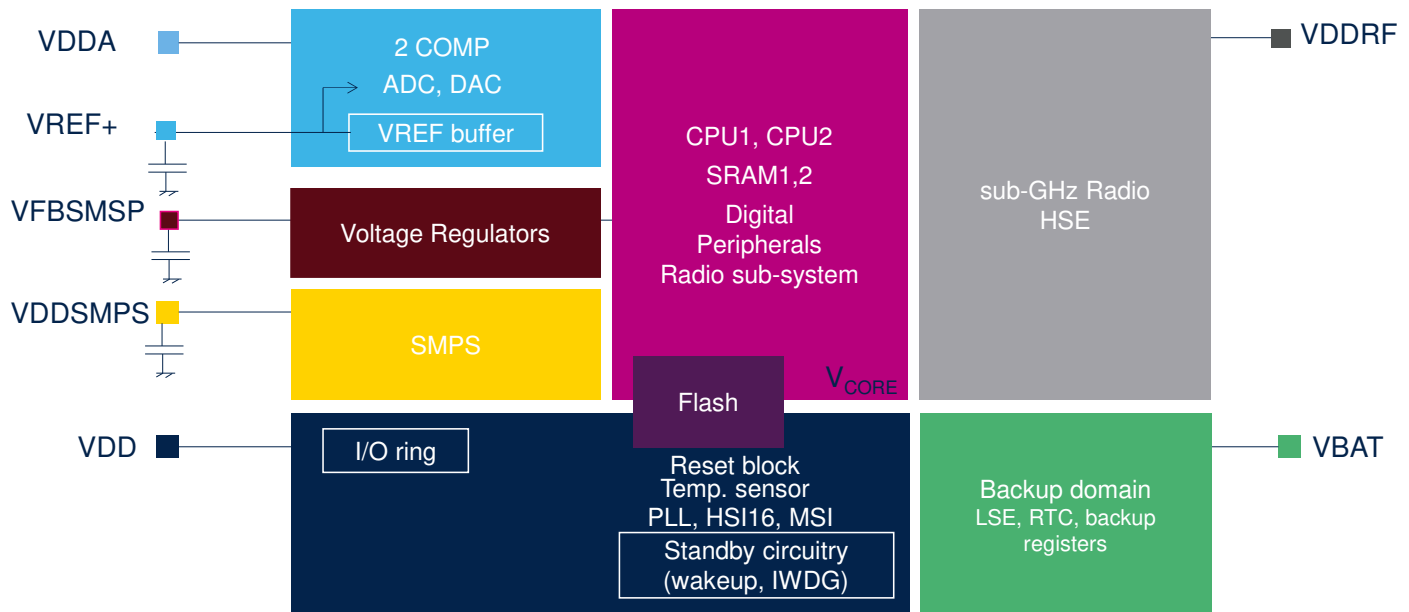 VDDA
VREF+
VFBSMSP
VDDSMPS
VDD
2 COMP
ADC, DAC
VREF buffer
Voltage Regulators
SMPS
CPU1, CPU2
SRAM1,2
Digital
Peripherals
Radio sub-system
VCORE
Flash
sub-GHz Radio
HSE
VDDRF
I/O ring
Reset block
Temp. sensor
PLL, HSI16, MSI
Standby circuitry
(wakeup, IWDG)
Backup domain
LSE, RTC, backup
registers
VBAT